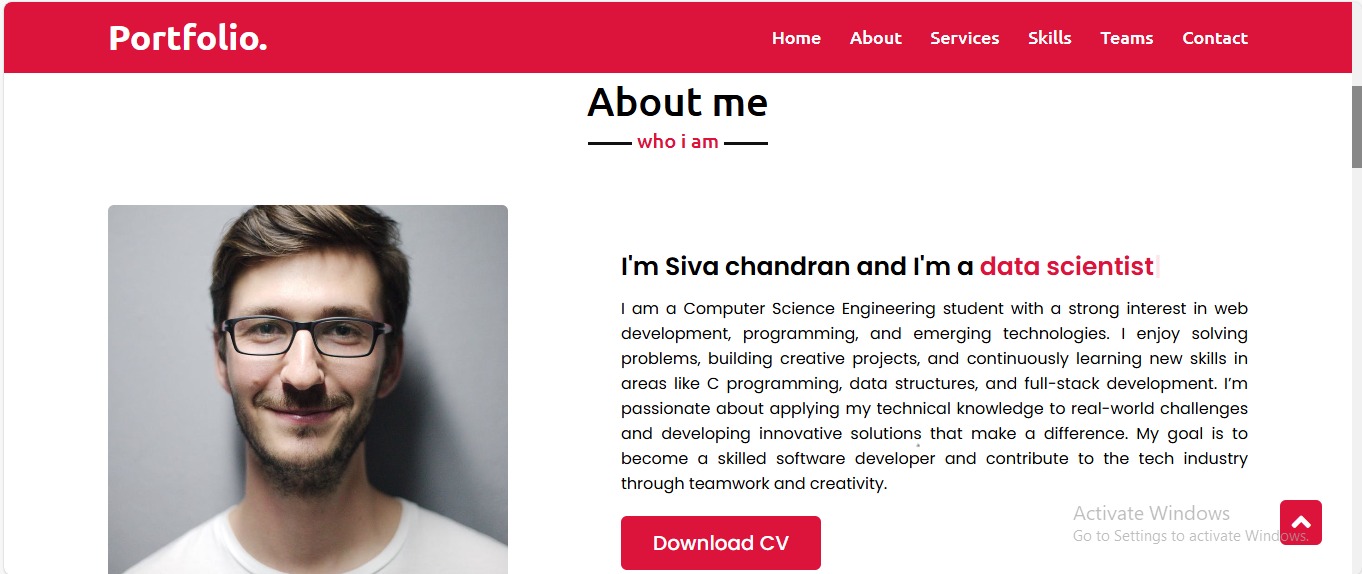 Portfolio.
Home About Services Skills Teams Contact
About me
who i am
I'm Siva chandran and I'm a data scientist
I am a Computer Science Engineering student with a strong interest in web
development, programming, and emerging technologies. I enjoy solving
problems, building creative projects, and continuously learning new skills in
areas like C programming, data structures, and full-stack development. I’m
passionate about applying my technical knowledge to real-world challenges
and developing innovative solutions that make a difference. My goal is to
become a skilled software developer and contribute to the tech industry
through teamwork and creativity.
Download CV
Activate Windows
Go to Settings to activate Windows.